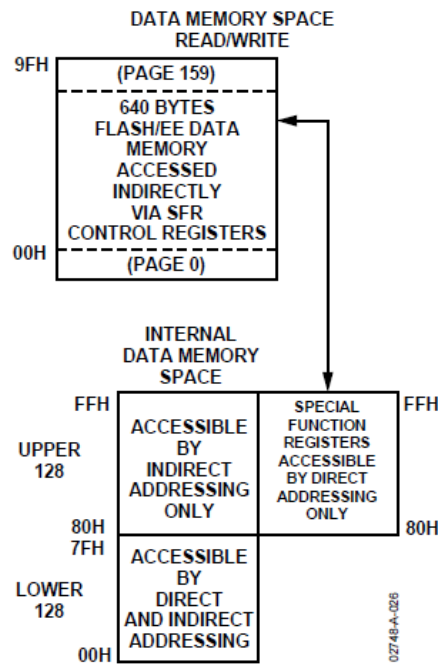 DATA MEMORY SPACE
READ/WRITE
9FH
(PAGE 159)
640 BYTES
FLASH/EE DATA
MEMORY
ACCESSED
INDIRECTLY
VIA SFR
CONTROL REGISTERS
00H
(PAGE 0)
INTERNAL
DATA MEMORY
SPACE
FFH
ACCESSIBLE
BY
INDIRECT
ADDRESSING
ONLY
SPECIAL
FUNCTION
REGISTERS
ACCESSIBLE
BY DIRECT
ADDRESSING
ONLY
FFH
UPPER
128
80H
80H
7FH
ACCESSIBLE
BY
DIRECT
AND INDIRECT
ADDRESSING
LOWER
128
00H
02748-A-026